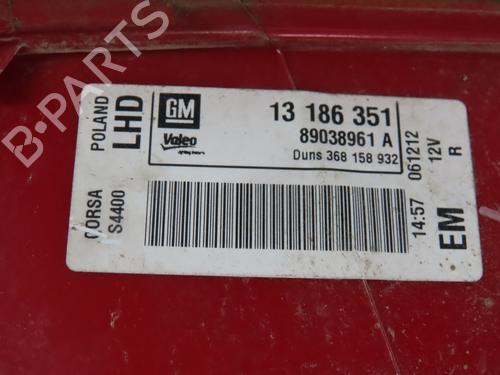 POLAND
LHD
GM
Valeo
13 186 351
89038961 A
Duns 368 158 932
061212
12V
R
CORSA
S4400
14:57
EM
B-PARTS